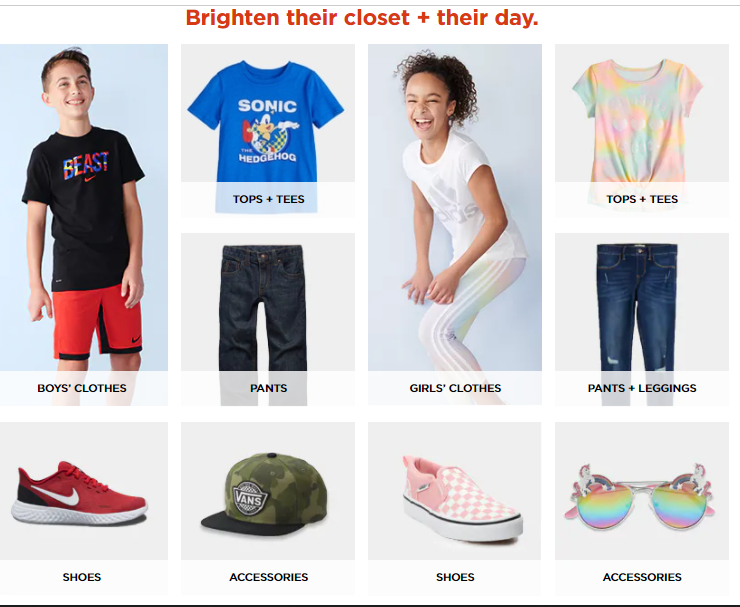 Brighten their closet + their day.
BEAST
SONIC
THE
HEDGEHOG
TOPS + TEES
adidas
TOPS + TEES
BOYS' CLOTHES
PANTS
GIRLS' CLOTHES
PANTS + LEGGINGS
VANS
SHOES
ACCESSORIES
SHOES
ACCESSORIES